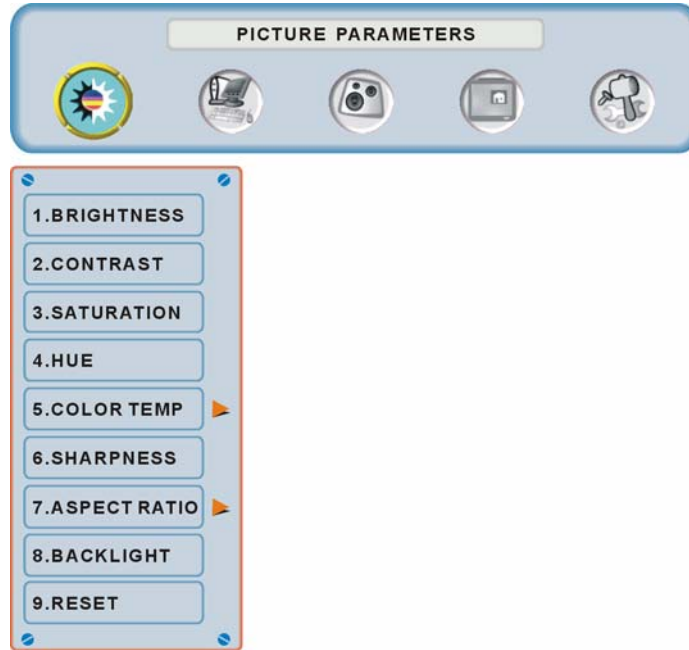 PICTURE PARAMETERS
1.BRIGHTNESS
2.CONTRAST
3.SATURATION
4.HUE
5.COLOR TEMP
6.SHARPNESS
7.ASPECT RATIO
8.BACKLIGHT
9.RESET